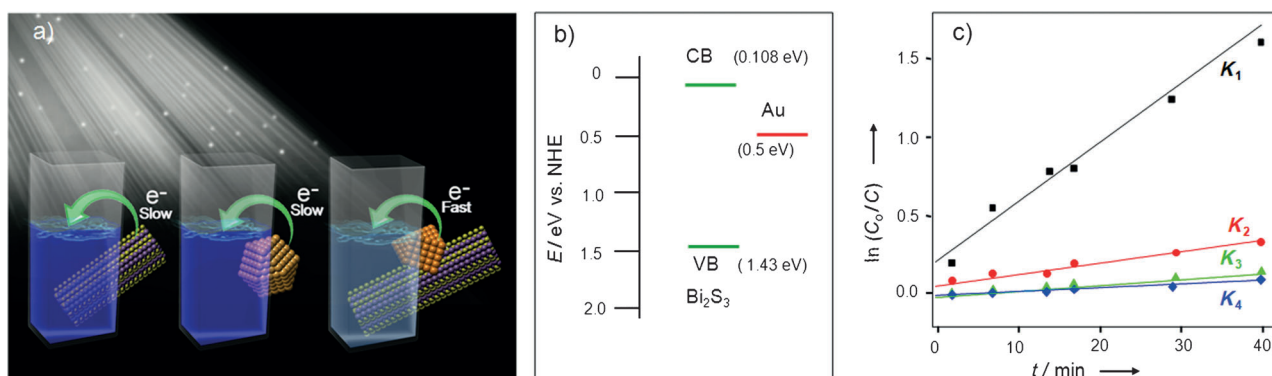 a)
e-
Slow
e-
Slow
e-
Fast
b)
CB (0.108 eV)
0
Au
0.5
(0.5 eV)
E / eV vs. NHE
1.0
1.5
VB (1.43 eV)
Bi₂S₃
2.0
c)
1.5
K₁
1.0
ln (Cₒ/C)
0.5
K₂
K₃
0.0
K₄
0 10 20 30 40
t / min